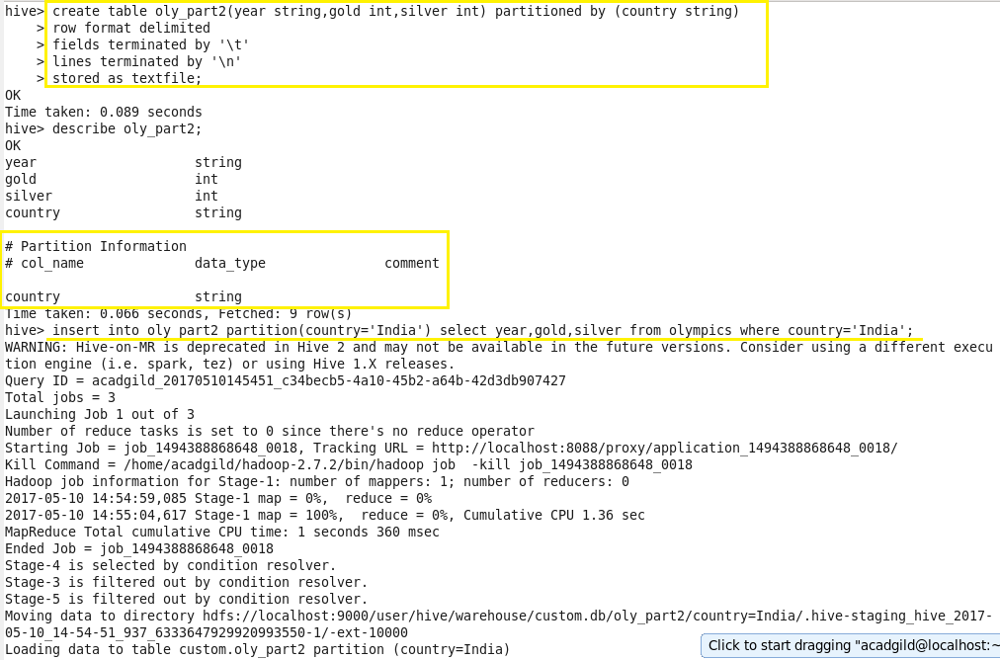 hive> create table oly_part2(year string,gold int,silver int) partitioned by (country string)
    > row format delimited
    > fields terminated by '\t'
    > lines terminated by '\n'
    > stored as textfile;
OK
Time taken: 0.089 seconds
hive> describe oly_part2;
OK
year                    string
gold                    int
silver                  int
country                 string

# Partition Information
# col_name              data_type               comment

country                 string
Time taken: 0.066 seconds, Fetched: 9 row(s)
hive> insert into oly_part2 partition(country='India') select year,gold,silver from olympics where country='India';
WARNING: Hive-on-MR is deprecated in Hive 2 and may not be available in the future versions. Consider using a different execu
tion engine (i.e. spark, tez) or using Hive 1.X releases.
Query ID = acadgild_20170510145451_c34becb5-4a10-45b2-a64b-42d3db907427
Total jobs = 3
Launching Job 1 out of 3
Number of reduce tasks is set to 0 since there's no reduce operator
Starting Job = job_1494388868648_0018, Tracking URL = http://localhost:8088/proxy/application_1494388868648_0018/
Kill Command = /home/acadgild/hadoop-2.7.2/bin/hadoop job  -kill job_1494388868648_0018
Hadoop job information for Stage-1: number of mappers: 1; number of reducers: 0
2017-05-10 14:54:59,085 Stage-1 map = 0%,  reduce = 0%
2017-05-10 14:55:04,617 Stage-1 map = 100%,  reduce = 0%, Cumulative CPU 1.36 sec
MapReduce Total cumulative CPU time: 1 seconds 360 msec
Ended Job = job_1494388868648_0018
Stage-4 is selected by condition resolver.
Stage-3 is filtered out by condition resolver.
Stage-5 is filtered out by condition resolver.
Moving data to directory hdfs://localhost:9000/user/hive/warehouse/custom.db/oly_part2/country=India/.hive-staging_hive_2017-
05-10_14-54-51_937_6333647929920993550-1/-ext-10000
Loading data to table custom.oly_part2 partition (country=India)
Click to start dragging "acadgild@localhost:~